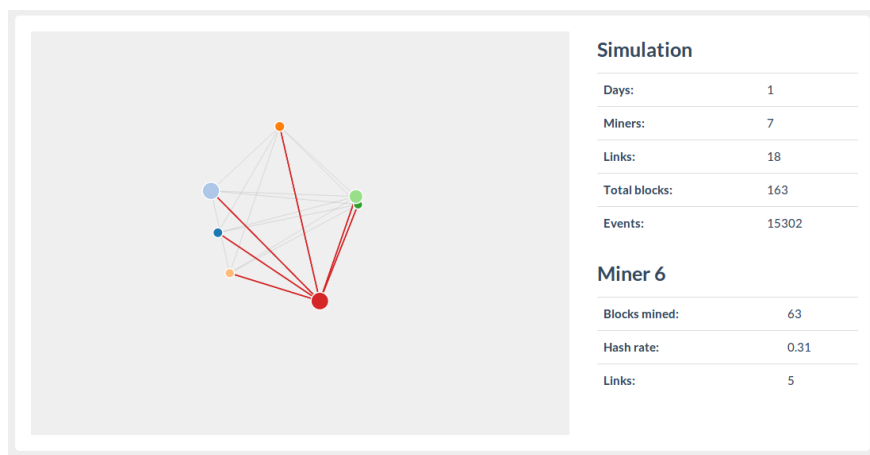 Simulation
Days: 1
Miners: 7
Links: 18
Total blocks: 163
Events: 15302
Miner 6
Blocks mined: 63
Hash rate: 0.31
Links: 5